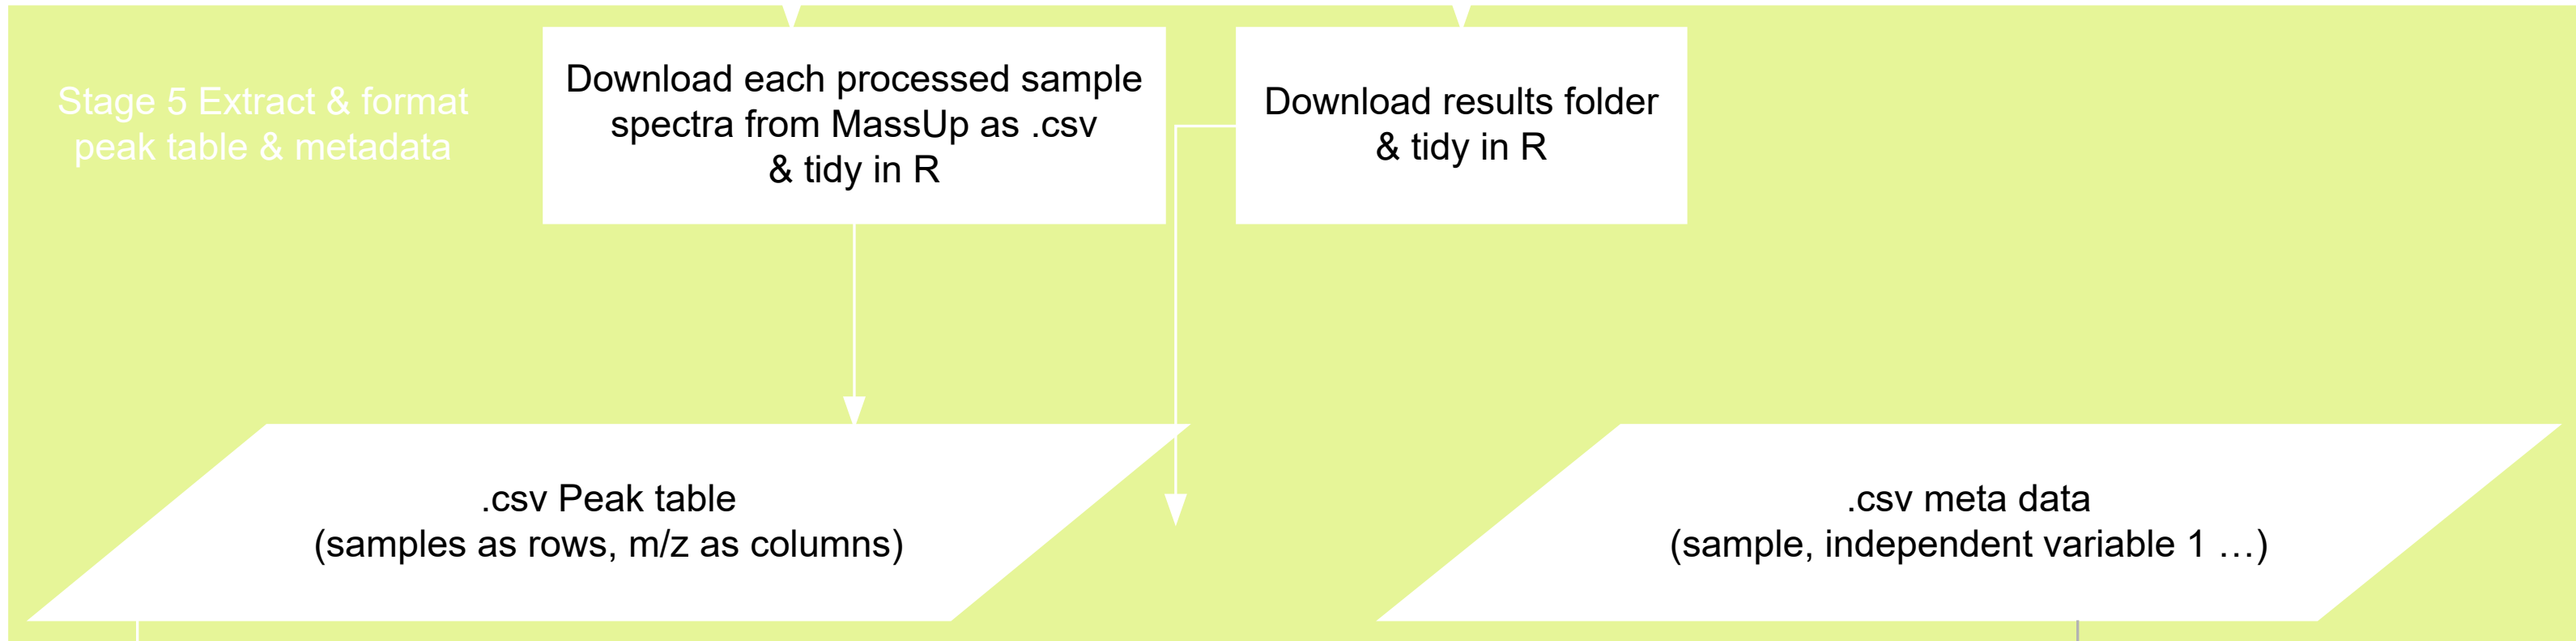 Stage 5 Extract & format
peak table & metadata
Download each processed sample
spectra from MassUp as .csv
& tidy in R
Download results folder
& tidy in R
.csv Peak table
(samples as rows, m/z as columns)
.csv meta data
(sample, independent variable 1 …)